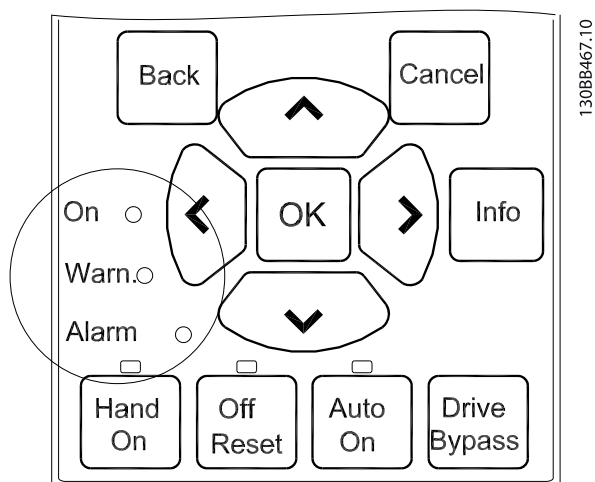 130BB467.10
Back
Cancel
On
OK
Info
Warn.
Alarm
Hand
On
Off
Reset
Auto
On
Drive
Bypass